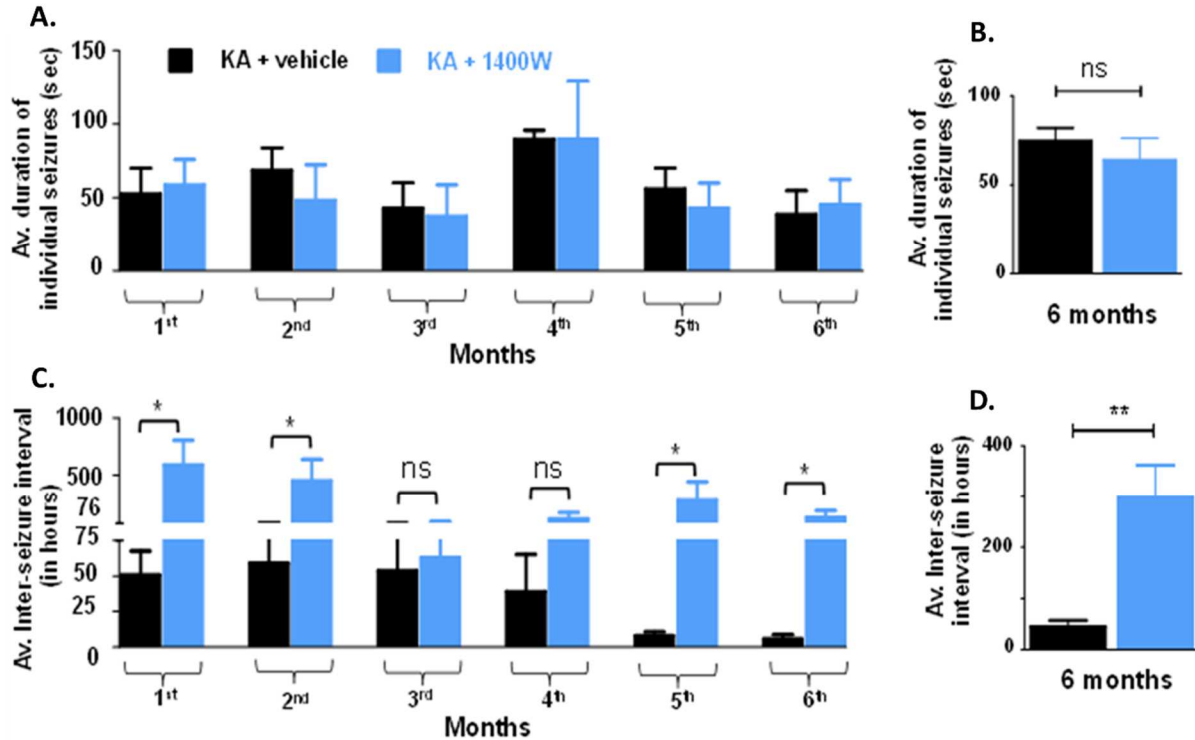 A.
Av. duration of
individual seizures (sec)
150
100
50
0
KA + vehicle
KA + 1400W
1st
2nd
3rd
4th
5th
6th
Months
B.
Av. duration of
individual seizures (sec)
100
50
0
ns
6 months
C.
Av. Inter-seizure interval
(in hours)
1000
500
76
75
50
25
0
*
*
ns
ns
*
*
1st
2nd
3rd
4th
5th
6th
Months
D.
Av. Inter-seizure
interval (in hours)
400
200
0
**
6 months